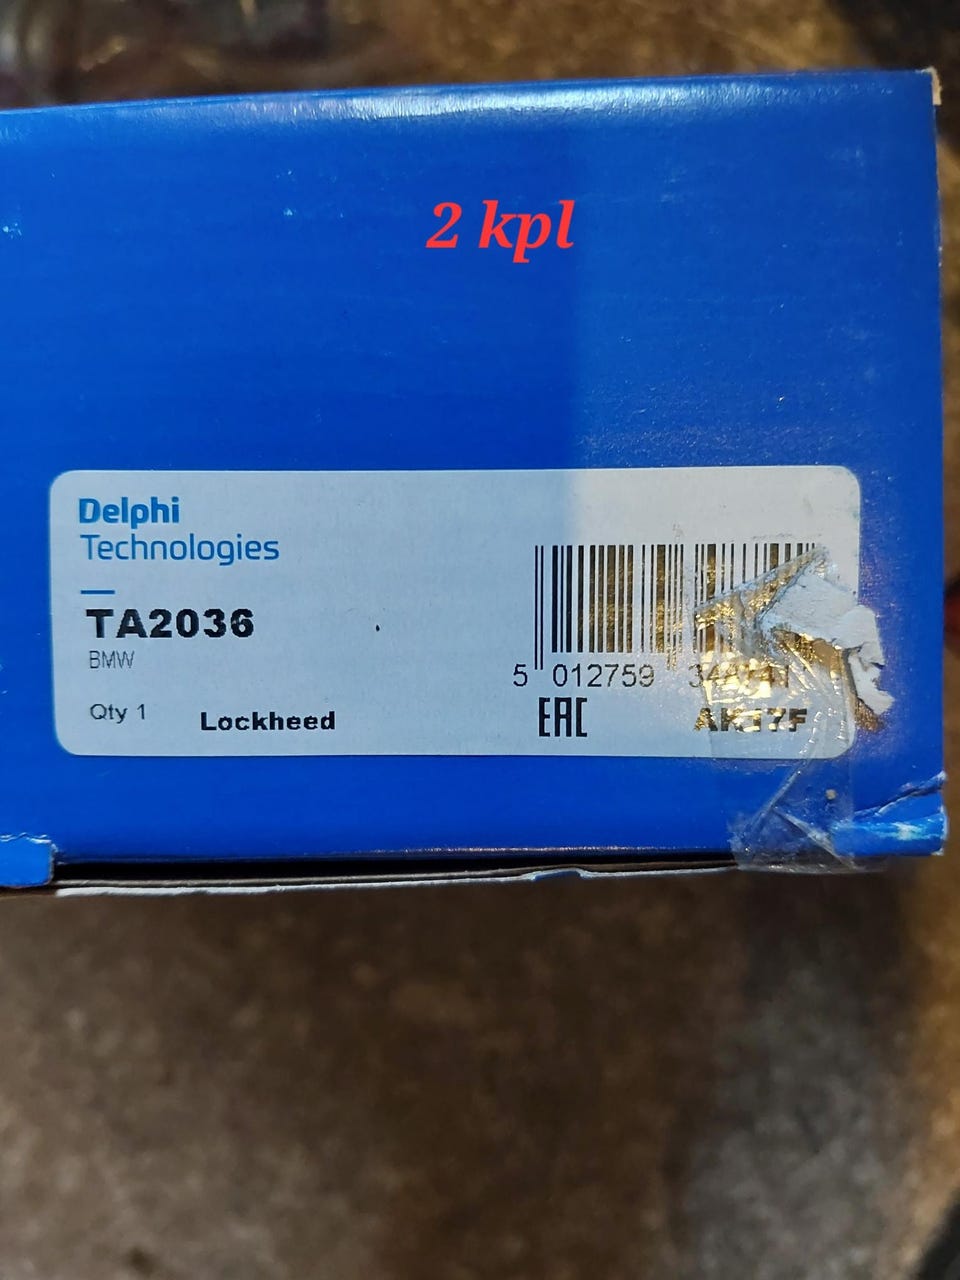 2 kpl
Delphi
Technologies
TA2036
BMW
Qty 1
Lockheed
5 012759
EAC